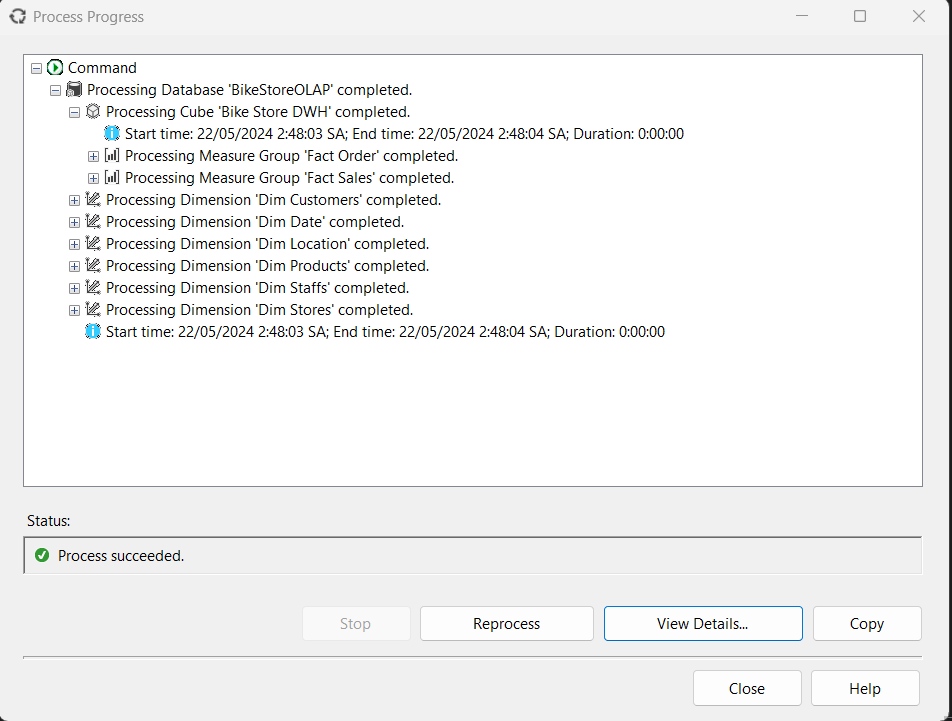 Process Progress
Command
Processing Database 'BikeStoreOLAP' completed.
Processing Cube 'Bike Store DWH' completed.
Start time: 22/05/2024 2:48:03 SA; End time: 22/05/2024 2:48:04 SA; Duration: 0:00:00
Processing Measure Group 'Fact Order' completed.
Processing Measure Group 'Fact Sales' completed.
Processing Dimension 'Dim Customers' completed.
Processing Dimension 'Dim Date' completed.
Processing Dimension 'Dim Location' completed.
Processing Dimension 'Dim Products' completed.
Processing Dimension 'Dim Staffs' completed.
Processing Dimension 'Dim Stores' completed.
Start time: 22/05/2024 2:48:03 SA; End time: 22/05/2024 2:48:04 SA; Duration: 0:00:00
Status:
Process succeeded.
Stop Reprocess View Details... Copy
Close Help